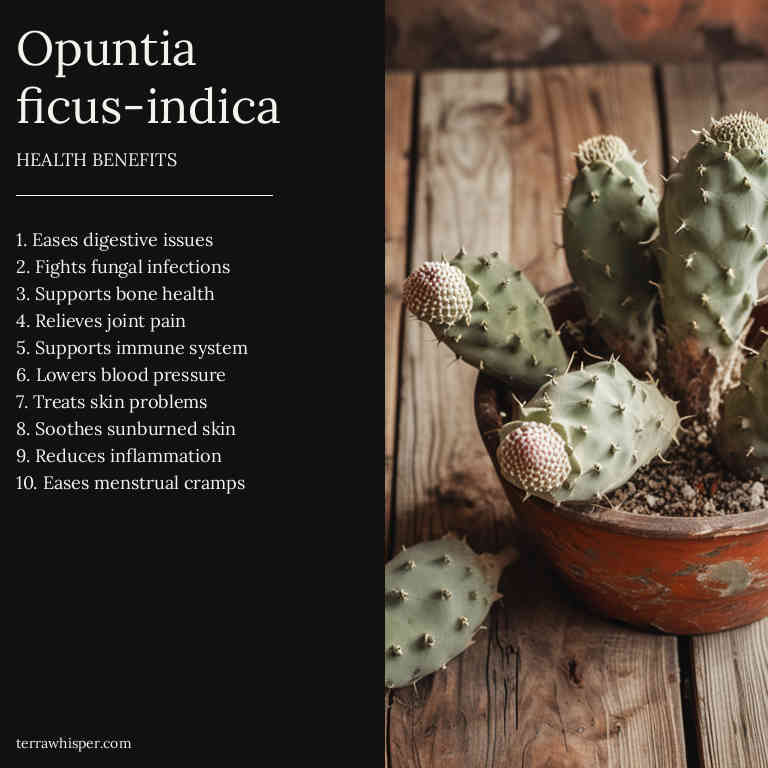 Opuntia
ficus-indica
HEALTH BENEFITS
1. Eases digestive issues
2. Fights fungal infections
3. Supports bone health
4. Relieves joint pain
5. Supports immune system
6. Lowers blood pressure
7. Treats skin problems
8. Soothes sunburned skin
9. Reduces inflammation
10. Eases menstrual cramps
terrawhisper.com